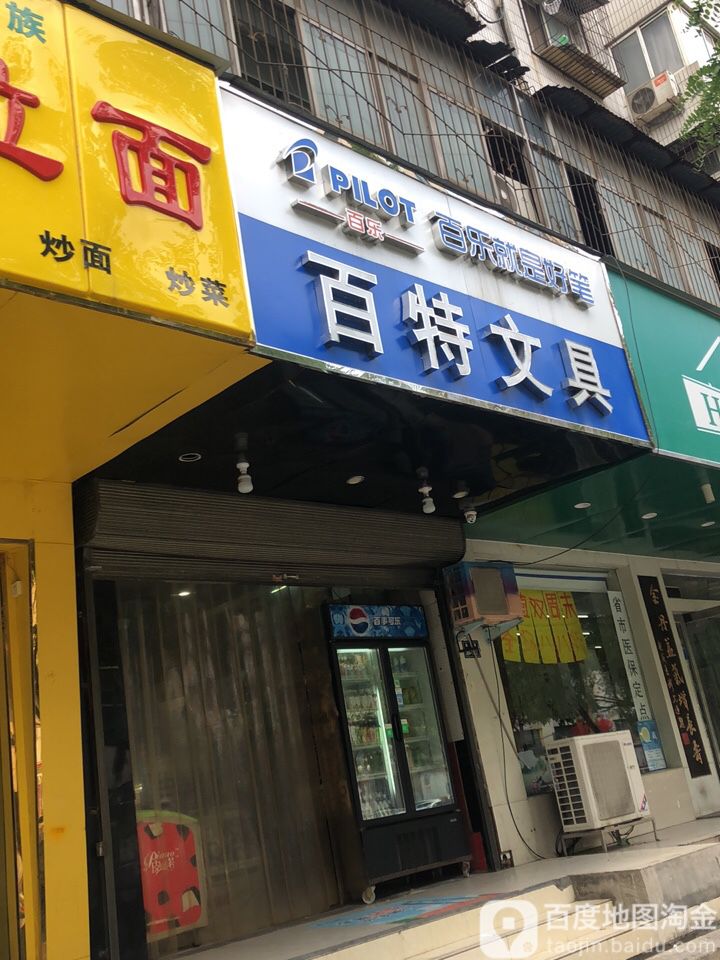 族
面
炒面 炒菜
PILOT
百乐
百乐就是好笔
百特文具
H
百事可乐
省市医保定点
百度地图淘金
taojin.baidu.com